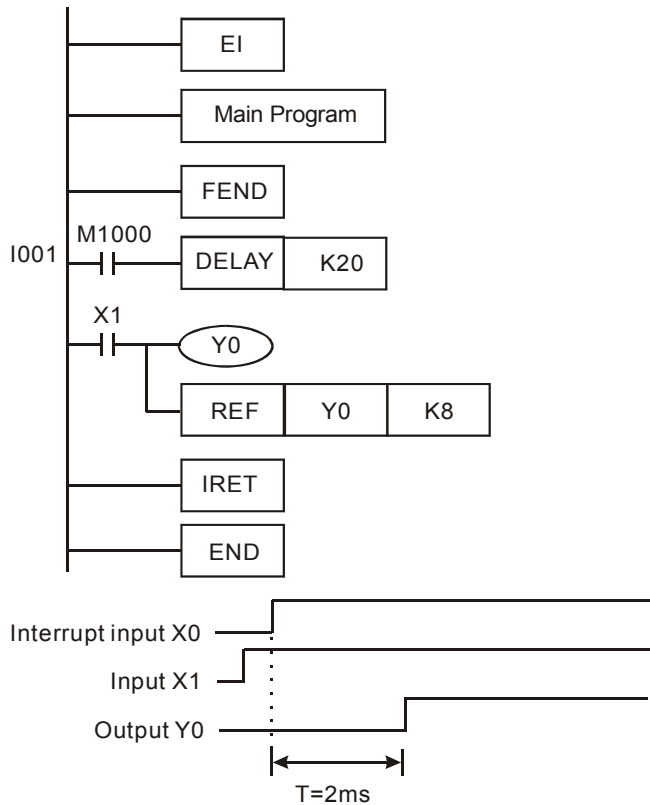 EI
Main Program
FEND
I001
M1000
DELAY K20
X1
Y0
REF Y0 K8
IRET
END
Interrupt input X0
Input X1
Output Y0
T=2ms